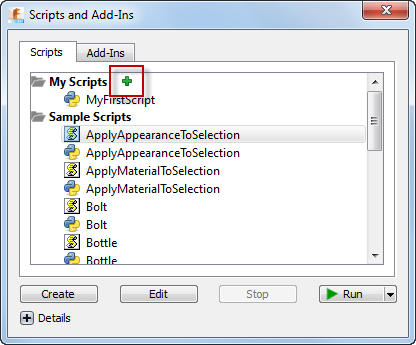 Scripts and Add-Ins
Scripts Add-Ins
My Scripts
MyFirstScript
Sample Scripts
ApplyAppearanceToSelection
ApplyAppearanceToSelection
ApplyMaterialToSelection
ApplyMaterialToSelection
Bolt
Bolt
Bottle
Bottle
Create Edit Stop Run
Details